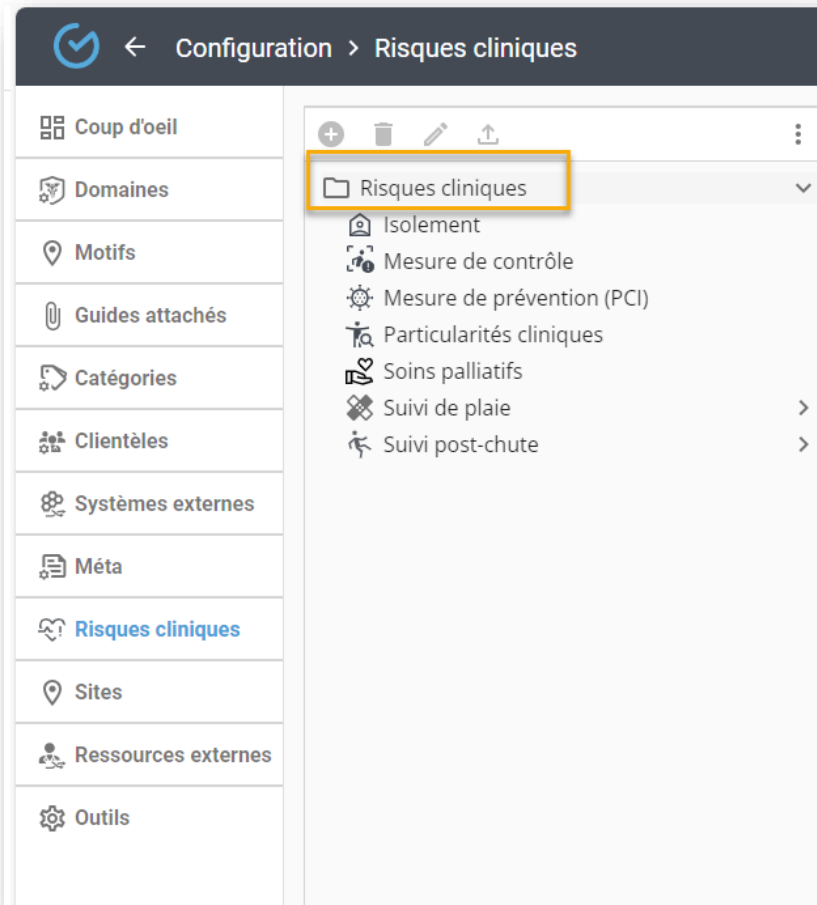 Configuration > Risques cliniques
Coup d'oeil
Domaines
Motifs
Guides attachés
Catégories
Clientèles
Systèmes externes
Méta
Risques cliniques
Sites
Ressources externes
Outils
Risques cliniques
Isolement
Mesure de contrôle
Mesure de prévention (PCI)
Particularités cliniques
Soins palliatifs
Suivi de plaie
Suivi post-chute